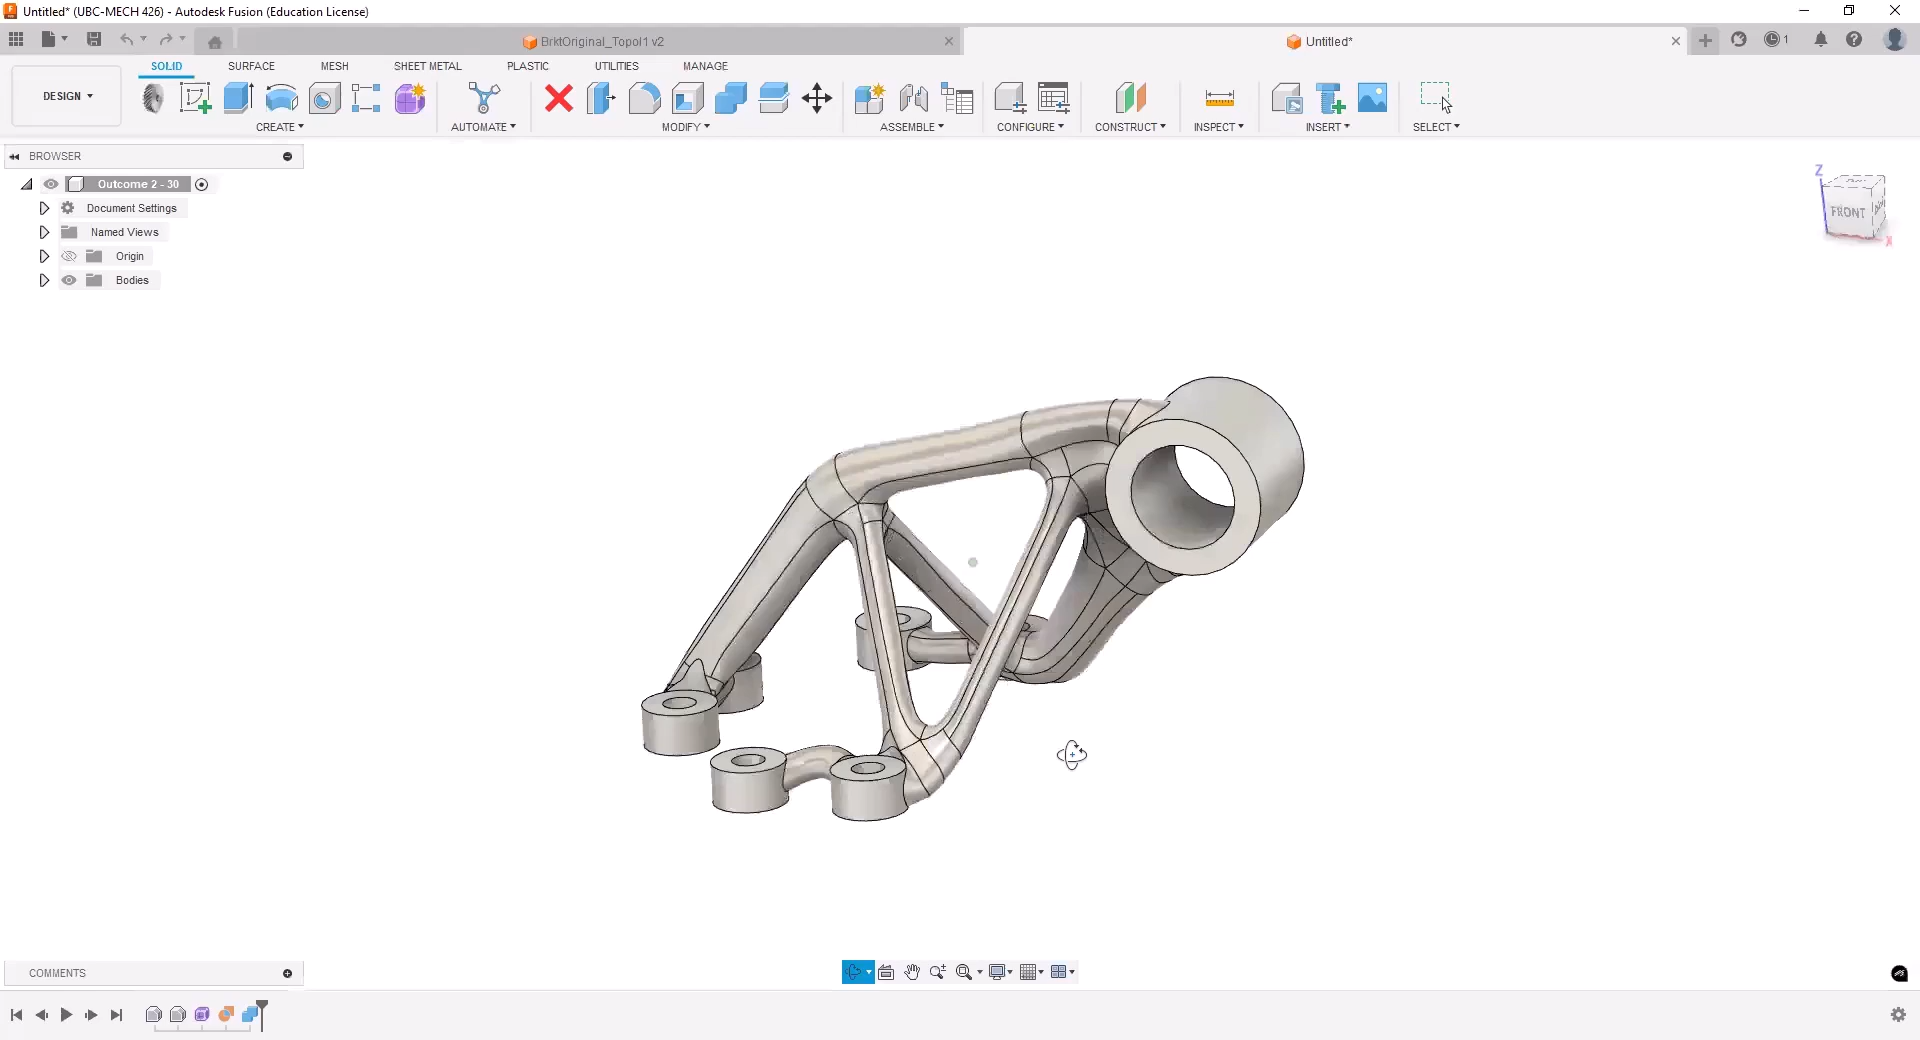 Untitled* (UBC-MECH 426) - Autodesk Fusion (Education License)
BrktOriginal_Topol1 v2
Untitled*
1
DESIGN
SOLID
SURFACE
MESH
SHEET METAL
PLASTIC
UTILITIES
MANAGE
CREATE
AUTOMATE
MODIFY
ASSEMBLE
CONFIGURE
CONSTRUCT
INSPECT
INSERT
SELECT
BROWSER
Outcome 2 - 30
Document Settings
Named Views
Origin
Bodies
Z
FRONT
X
COMMENTS